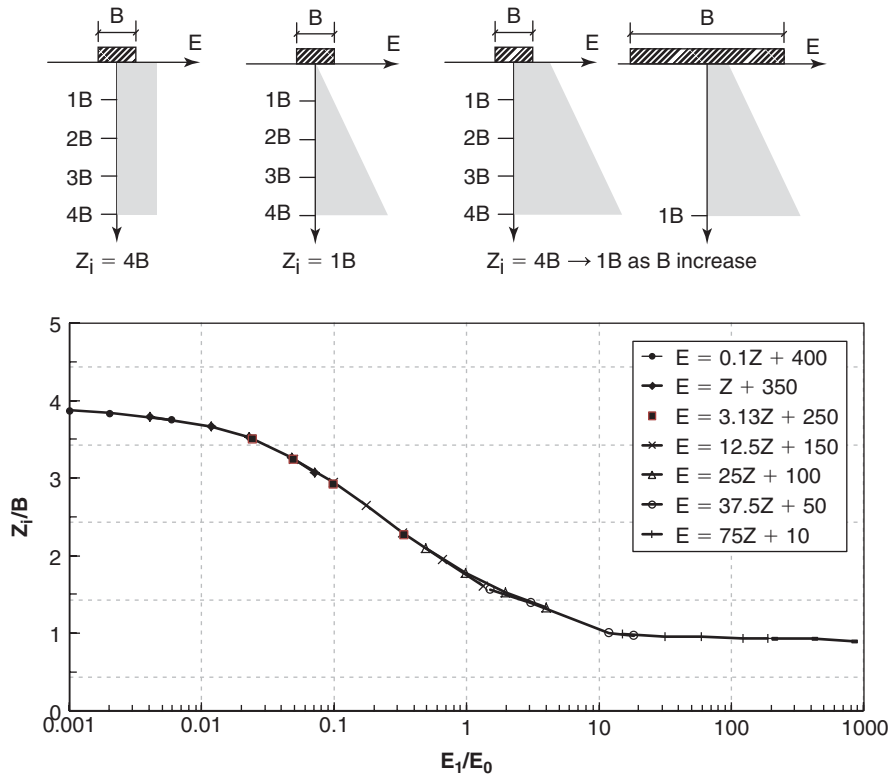 B B B B
E E E
1B 1B 1B
2B 2B 2B
3B 3B 3B
4B 4B 4B 1B
Zi = 4B Zi = 1B Zi = 4B → 1B as B increase
5
4
3
2
1
0
Zi/B
E = 0.1Z + 400
E = Z + 350
E = 3.13Z + 250
E = 12.5Z + 150
E = 25Z + 100
E = 37.5Z + 50
E = 75Z + 10
0.001 0.01 0.1 1 10 100 1000
E1/E0